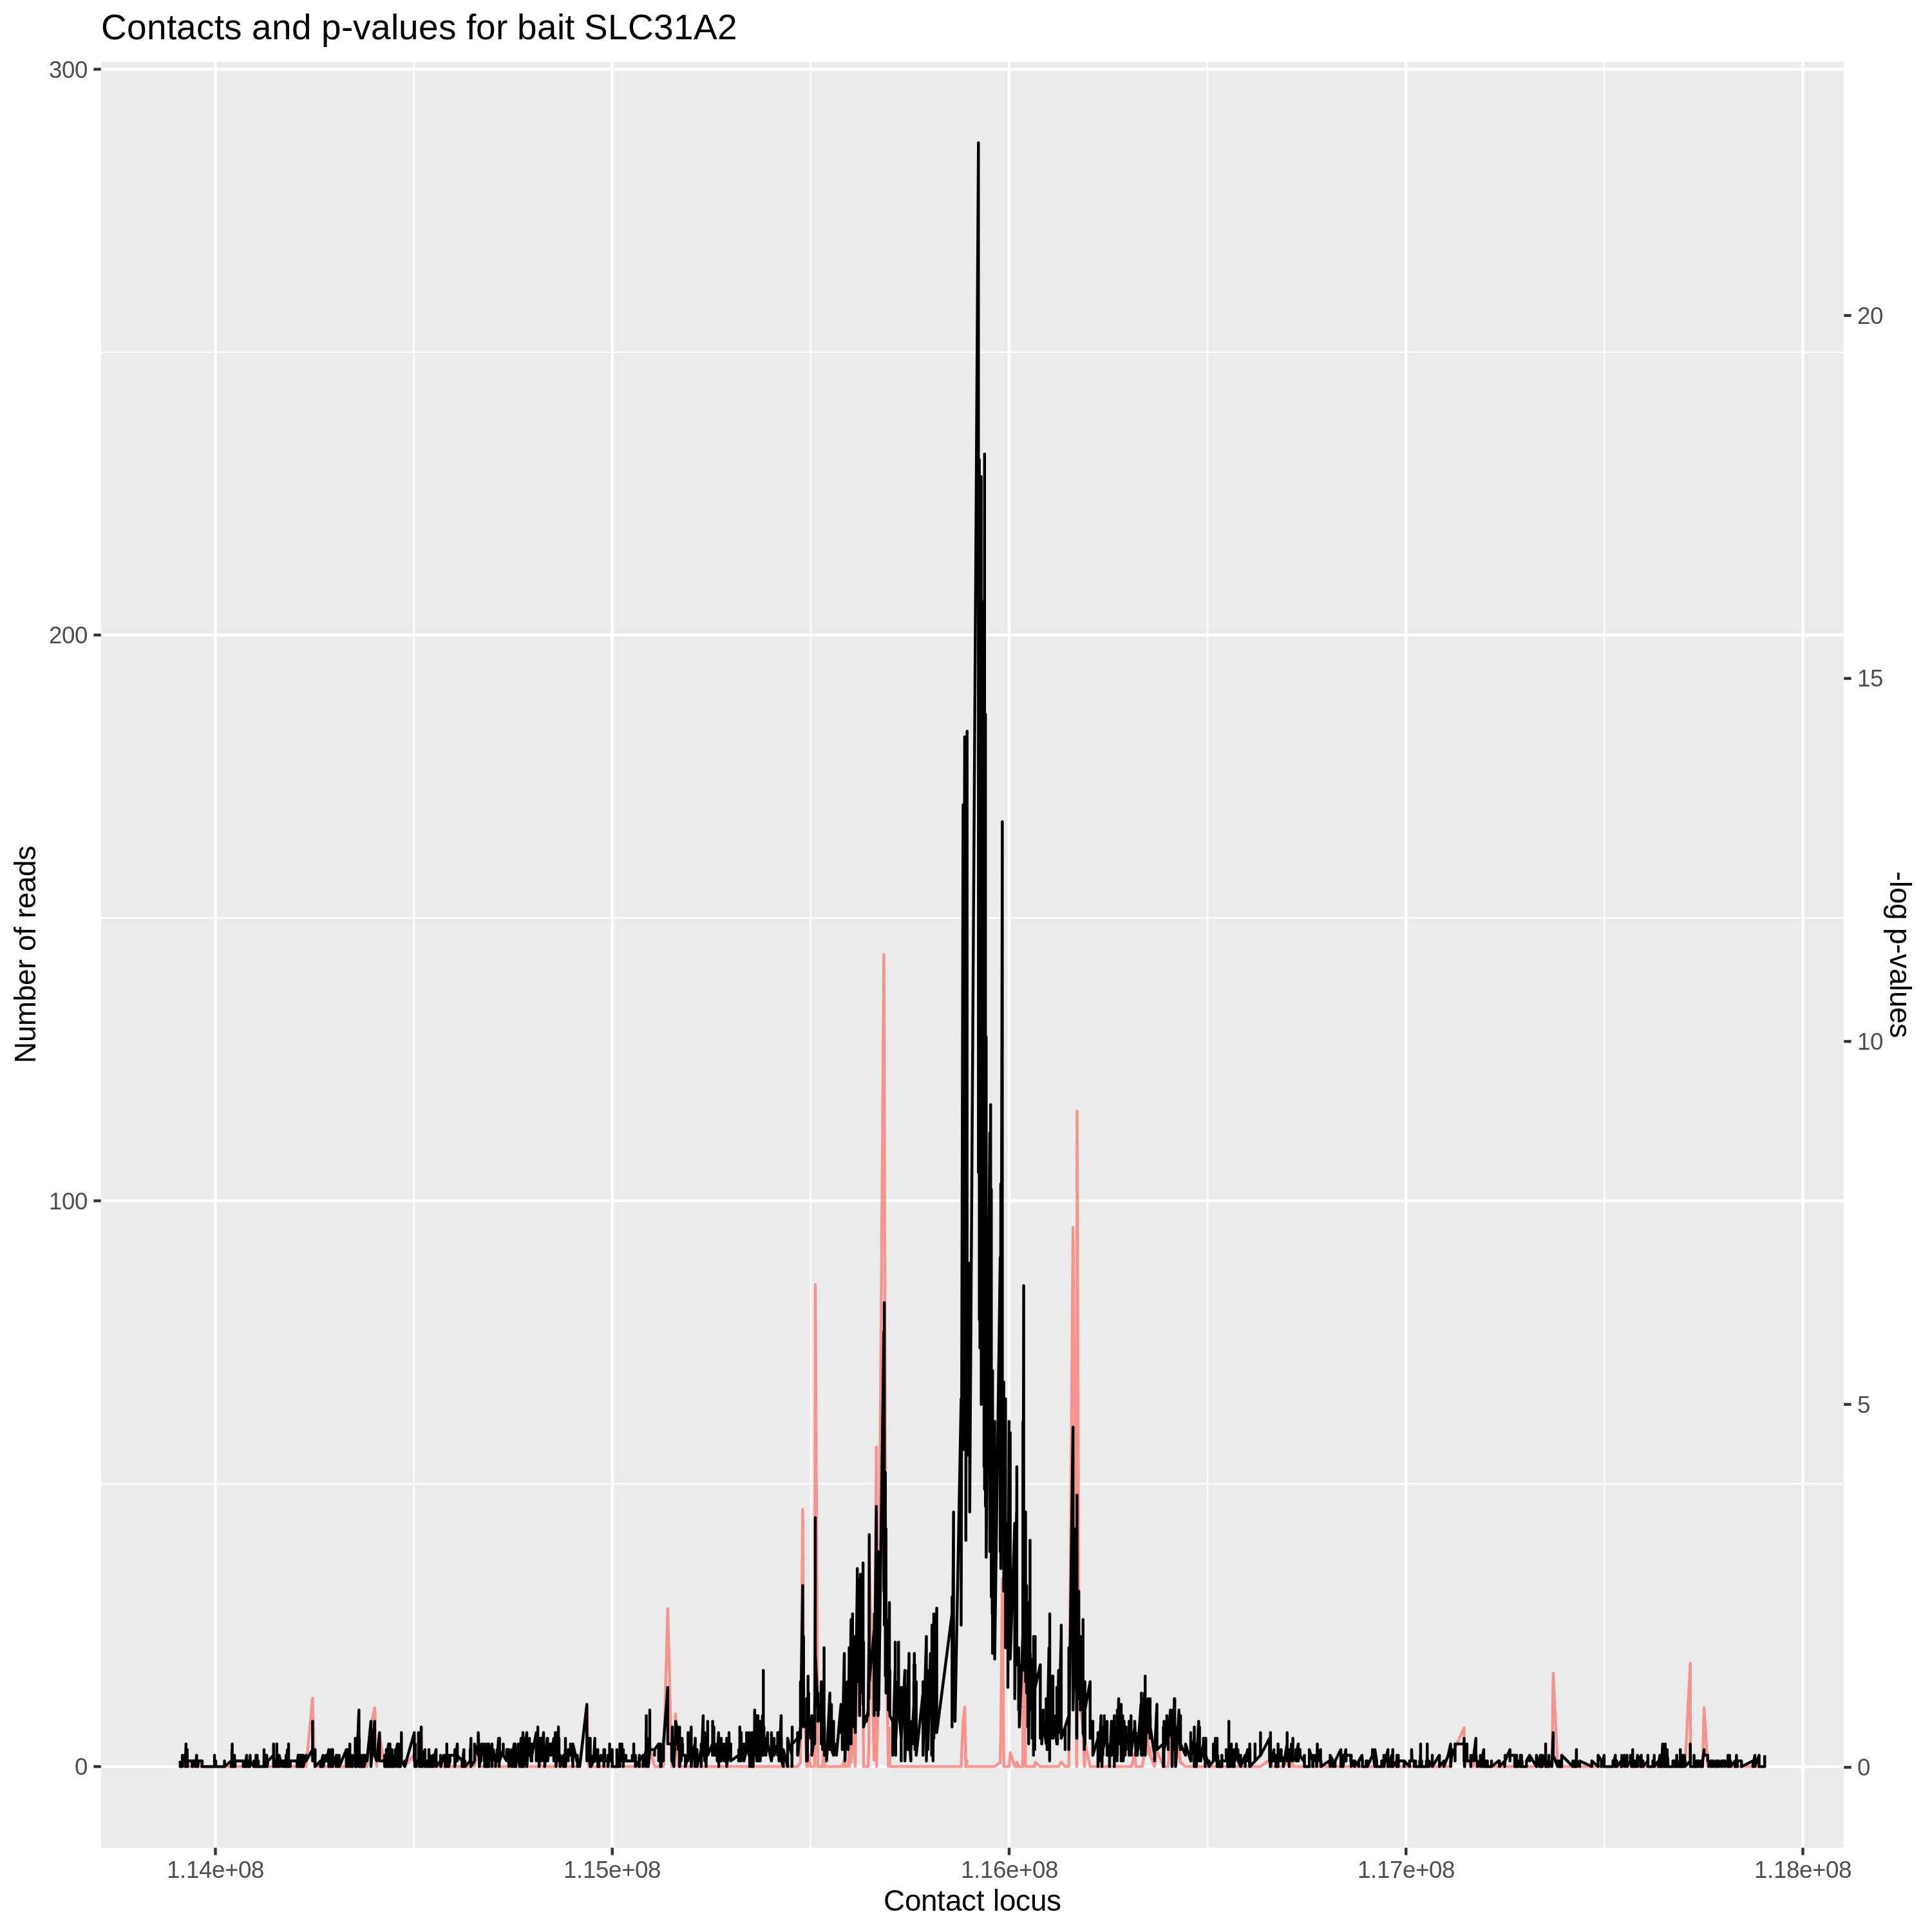 Contacts and p-values for bait SLC31A2
300
200
100
0
Number of reads
20
15
10
5
0
-log p-values
1.14e+08
1.15e+08
1.16e+08
1.17e+08
1.18e+08
Contact locus